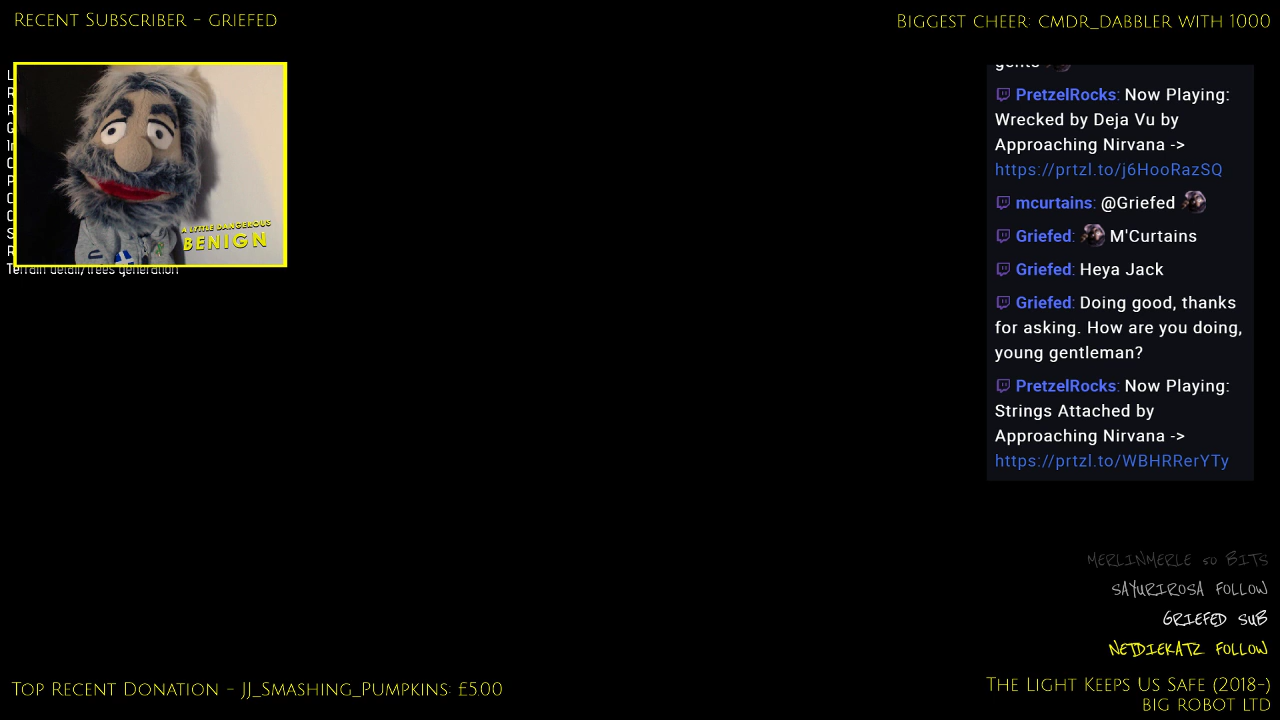 Recent Subscriber - Griefed
Biggest cheer: cmdr_dabbler with 1000
A LYTTLE DANGEROUS
BENIGN
Terrain detail/trees generation
gents
PretzelRocks: Now Playing:
Wrecked by Deja Vu by
Approaching Nirvana ->
https://prtzl.to/j6HooRazSQ
mcurtains: @Griefed
Griefed: M'Curtains
Griefed: Heya Jack
Griefed: Doing good, thanks
for asking. How are you doing,
young gentleman?
PretzelRocks: Now Playing:
Strings Attached by
Approaching Nirvana ->
https://prtzl.to/WBHRRerYTy
MERLINMERLE 50 BITS
SAYURIROSA FOLLOW
GRIEFED SUB
NETDIEKATZ FOLLOW
Top Recent Donation - JJ_Smashing_Pumpkins: £5.00
The Light Keeps Us Safe (2018-)
BIG ROBOT LTD